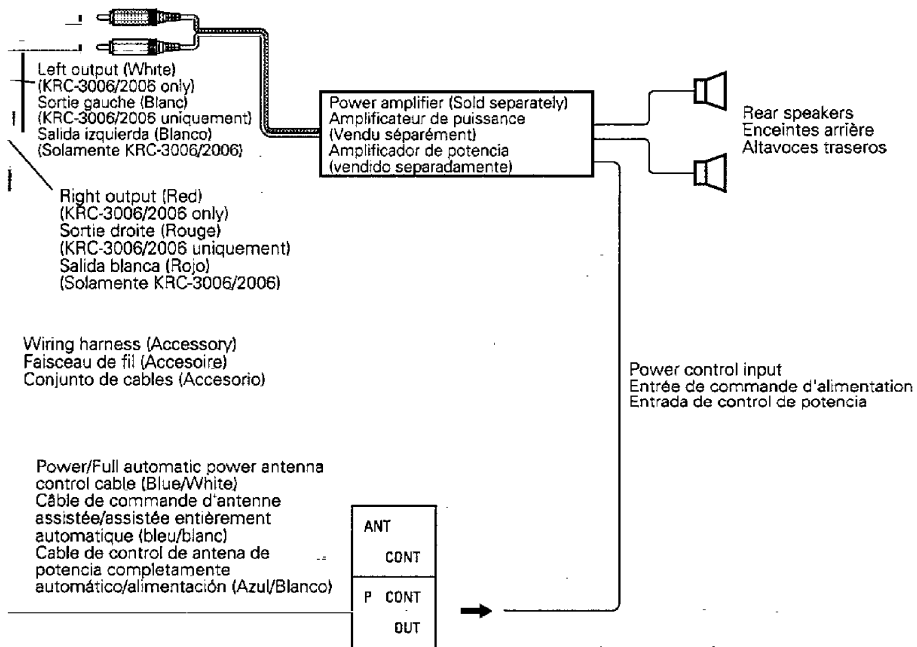 Left output (White)
(KRC-3006/2006 only)
Sortie gauche (Blanc)
(KRC-3006/2006 uniquement)
Salida izquierda (Blanco)
(Solamente KRC-3006/2006)
Right output (Red)
(KRC-3006/2006 only)
Sortie droite (Rouge)
(KRC-3006/2006 uniquement)
Salida blanca (Rojo)
(Solamente KRC-3006/2006)
Power amplifier (Sold separately)
Amplificateur de puissance
(Vendu séparément)
Amplificador de potencia
(vendido separadamente)
Rear speakers
Enceintes arrière
Altavoces traseros
Wiring harness (Accessory)
Faisceau de fil (Accesoire)
Conjunto de cables (Accesorio)
Power control input
Entrée de commande d'alimentation
Entrada de control de potencia
Power/Full automatic power antenna
control cable (Blue/White)
Câble de commande d'antenne
assistée/assistée entièrement
automatique (bleu/blanc)
Cable de control de antena de
potencia completamente
automático/alimentación (Azul/Blanco)
ANT
CONT
P CONT
OUT